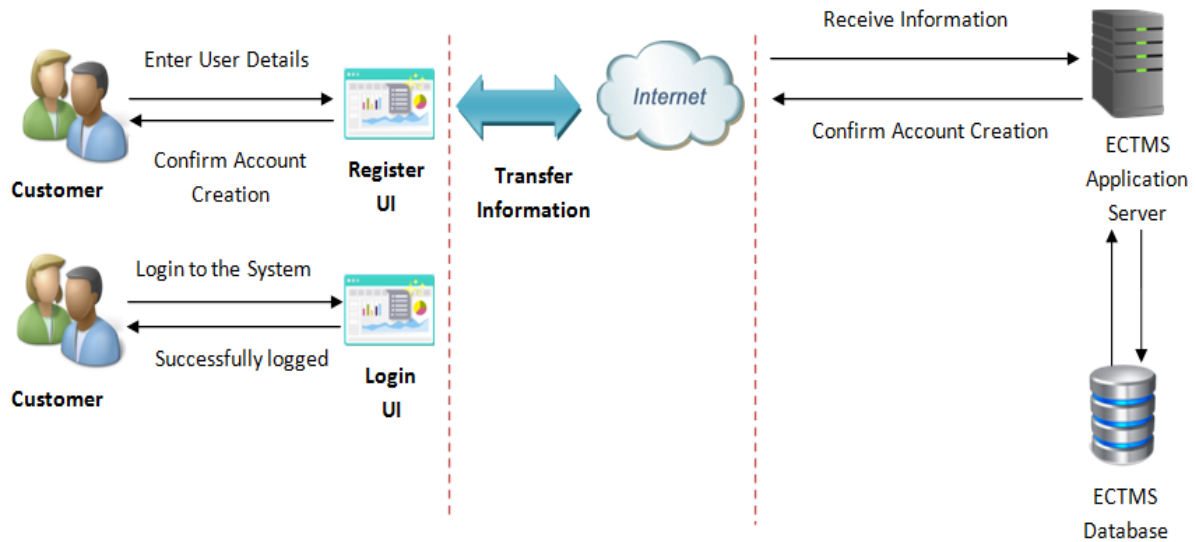 Enter User Details
Confirm Account
Creation
Customer
Register
UI
Transfer
Information
Internet
Receive Information
Confirm Account Creation
ECTMS
Application
Server
Login to the System
Successfully logged
Customer
Login
UI
ECTMS
Database